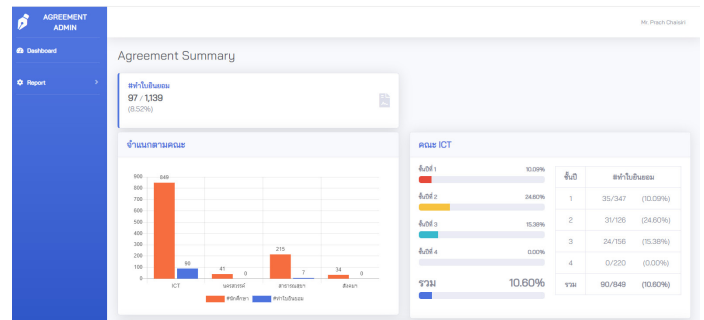 AGREEMENT
ADMIN
Mr. Prach Chansiri
Dashboard
Report
Agreement Summary
#ทำใบยินยอม
97 / 1,139
(8.52%)
จำแนกตามคณะ
900
800
700
600
500
400
300
200
100
0
849
90
41
0
215
7
34
0
ICT
นครสวรรค์
สาธารณสุขฯ
สังคมฯ
#นักศึกษา
#ทำใบยินยอม
คณะ ICT
ชั้นปีที่ 1 10.09%
ชั้นปีที่ 2 24.60%
ชั้นปีที่ 3 15.38%
ชั้นปีที่ 4 0.00%
รวม 10.60%
ชั้นปี #ทำใบยินยอม
1 35/347 (10.09%)
2 31/126 (24.60%)
3 24/156 (15.38%)
4 0/220 (0.00%)
รวม 90/849 (10.60%)